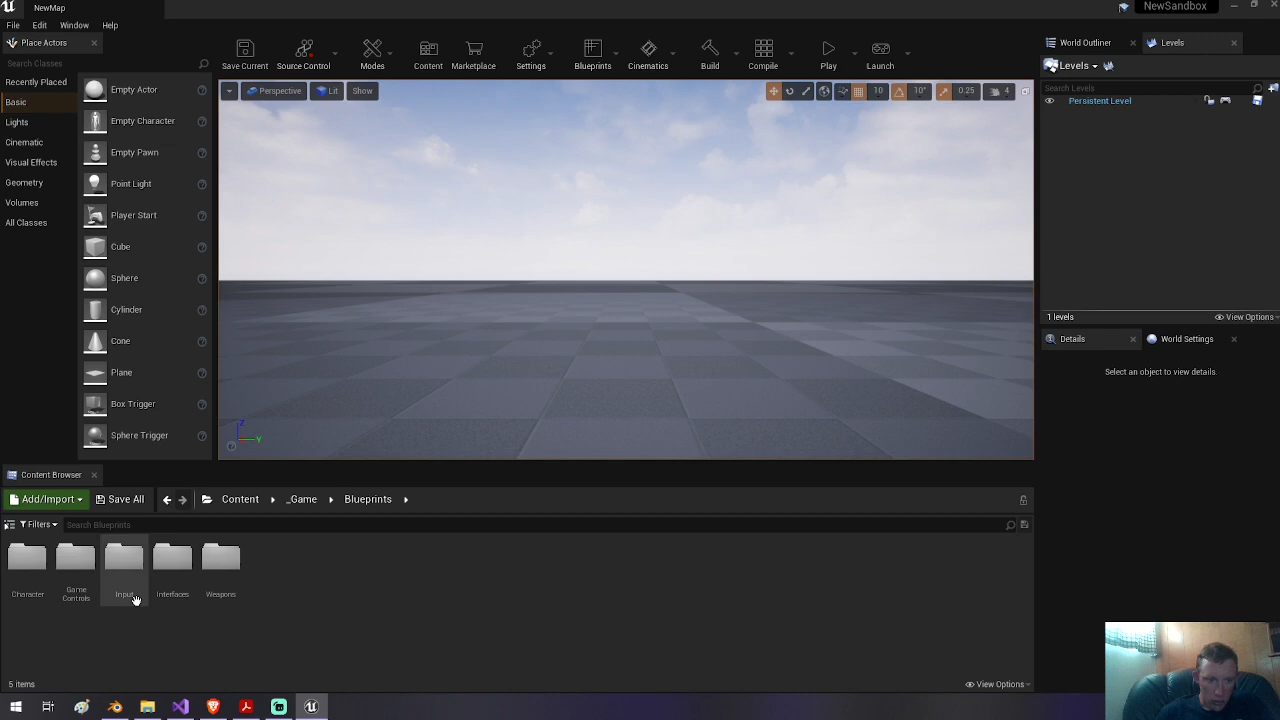 NewMap
NewSandbox
File Edit Window Help
Place Actors
Search Classes
Recently Placed
Basic
Lights
Cinematic
Visual Effects
Geometry
Volumes
All Classes
Empty Actor
Empty Character
Empty Pawn
Point Light
Player Start
Cube
Sphere
Cylinder
Cone
Plane
Box Trigger
Sphere Trigger
Save Current
Source Control
Modes
Content
Marketplace
Settings
Blueprints
Cinematics
Build
Compile
Play
Launch
Perspective
Lit
Show
10
10°
0.25
4
Z
Y
World Outliner
Levels
Levels
Search Levels
Persistent Level
1 levels
View Options
Details
World Settings
Select an object to view details.
Content Browser
Add/Import
Save All
Content
_Game
Blueprints
Filters
Search Blueprints
Character
Game
Controls
Input
Interfaces
Weapons
5 items
View Options